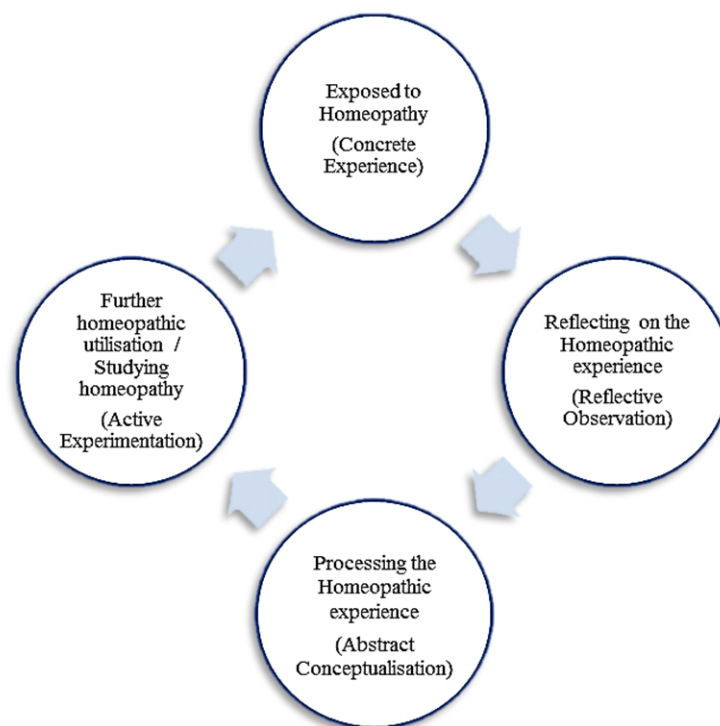 Exposed to
Homeopathy
(Concrete
Experience)
Reflecting on the
Homeopathic
experience
(Reflective
Observation)
Processing the
Homeopathic
experience
(Abstract
Conceptualisation)
Further
homeopathic
utilisation /
Studying
homeopathy
(Active
Experimentation)